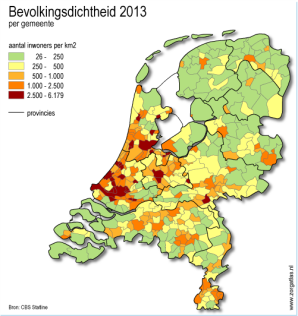 Bevolkingsdichtheid 2013
per gemeente
aantal inwoners per km2
26 - 250
250 - 500
500 - 1.000
1.000 - 2.500
2.500 - 6.179
provincies
Bron: CBS Statline
www.zorgatlas.nl